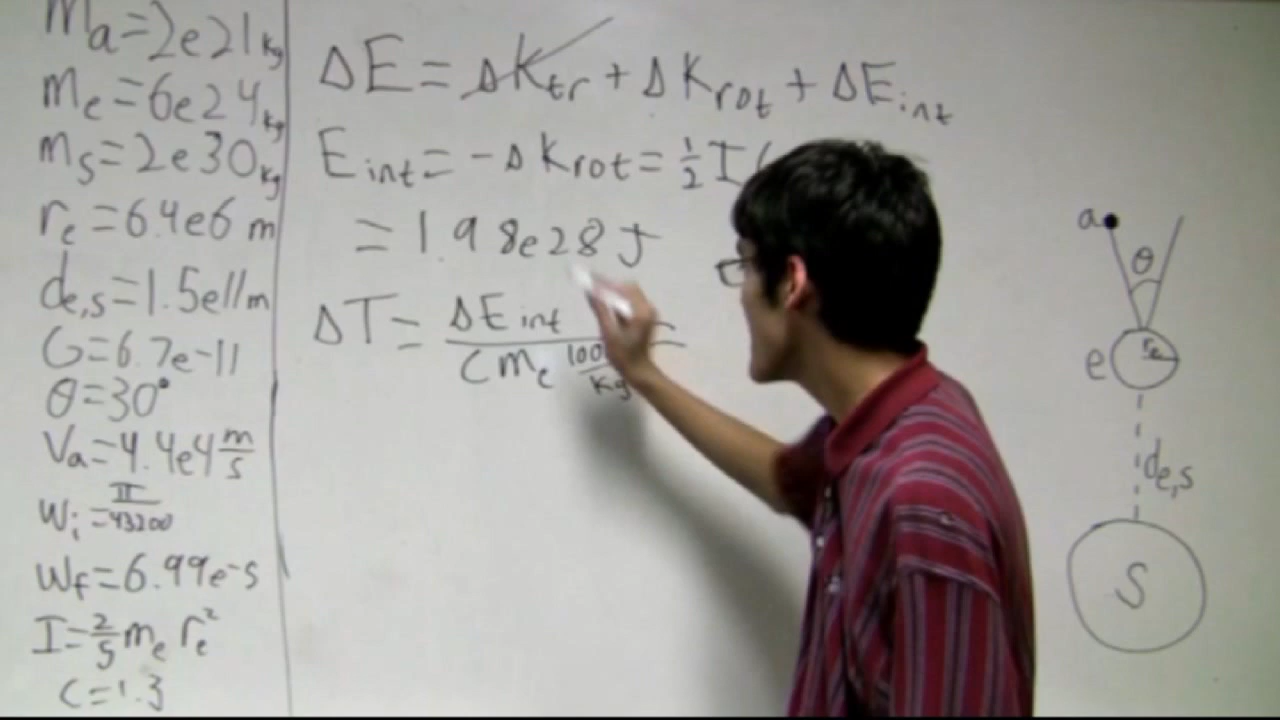 ma=2e21kg
me=6e24kg
ms=2e30kg
re=6.4e6 m
de,s=1.5e11m
G=6.7e-11
θ=30°
Va=4.4e4 m/s
Wi=π/43200
Wf=6.99e-5
I=2/5 me re²
C=1.3
ΔE=ΔKtr+ΔKrot+ΔEint
Eint=-ΔKrot=½I(
=1.98e28 J
ΔT=ΔEint/Cme 100 kg
a
θ
re
e
de,s
S